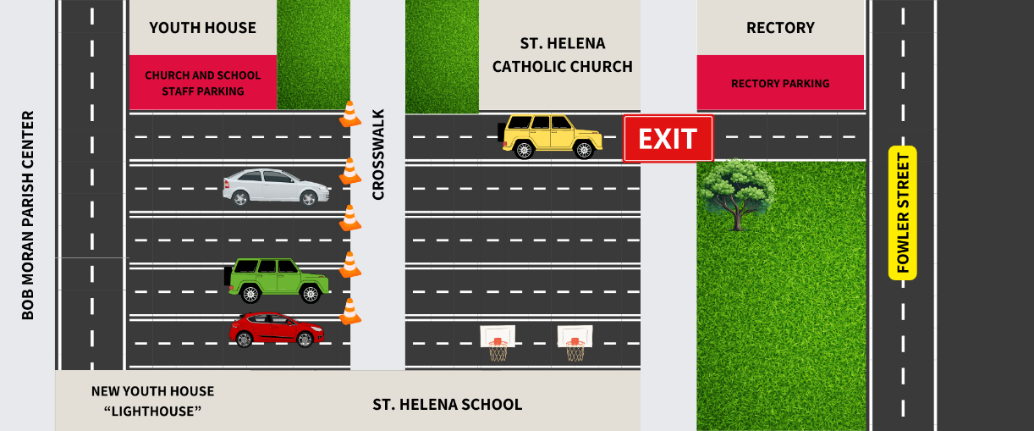 YOUTH HOUSE
CHURCH AND SCHOOL
STAFF PARKING
ST. HELENA
CATHOLIC CHURCH
RECTORY
RECTORY PARKING
BOB MORAN PARISH CENTER
CROSSWALK
EXIT
FOWLER STREET
NEW YOUTH HOUSE
“LIGHTHOUSE”
ST. HELENA SCHOOL